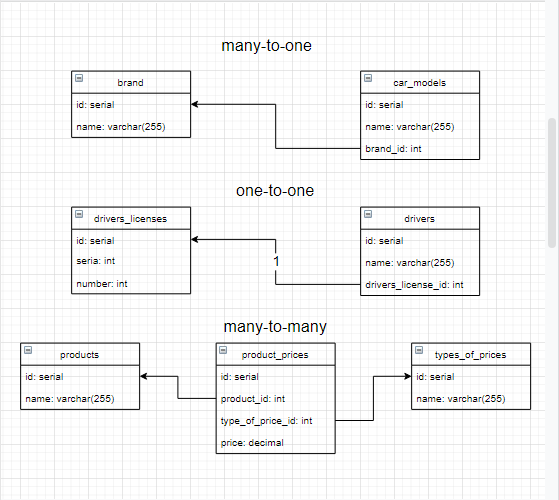 many-to-one
brand
id: serial
name: varchar(255)
car_models
id: serial
name: varchar(255)
brand_id: int
one-to-one
drivers_licenses
id: serial
seria: int
number: int
1
drivers
id: serial
name: varchar(255)
drivers_license_id: int
many-to-many
products
id: serial
name: varchar(255)
product_prices
id: serial
product_id: int
type_of_price_id: int
price: decimal
types_of_prices
id: serial
name: varchar(255)